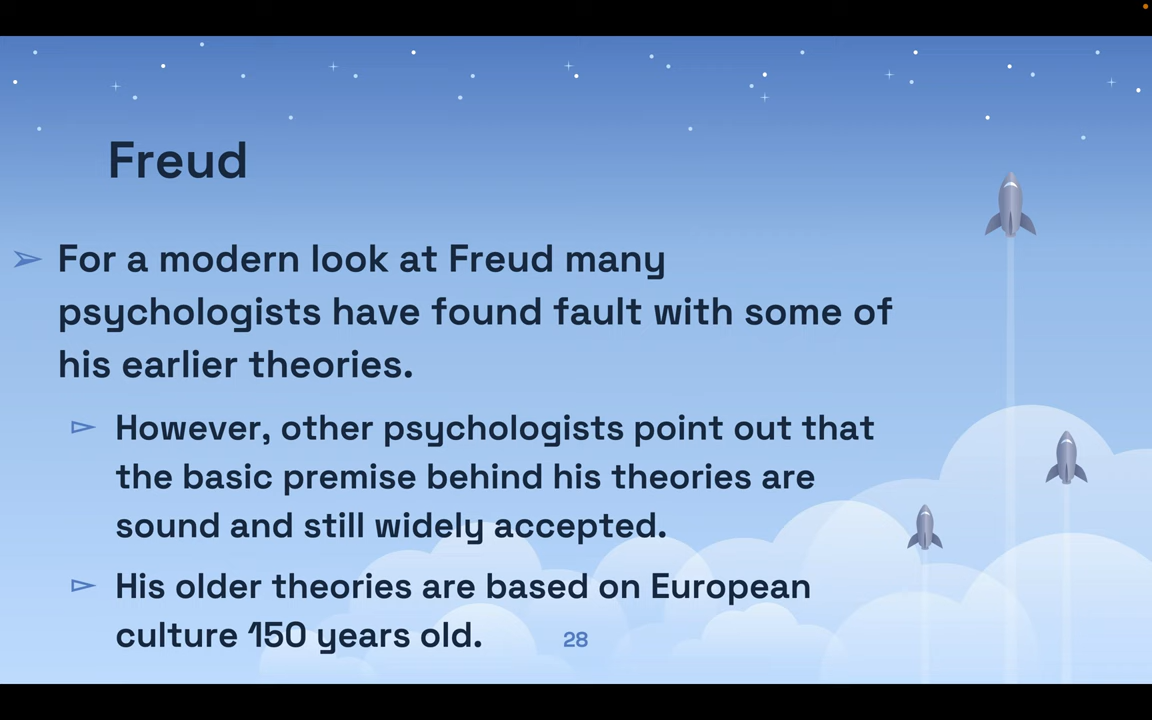 Freud
For a modern look at Freud many
psychologists have found fault with some of
his earlier theories.
However, other psychologists point out that
the basic premise behind his theories are
sound and still widely accepted.
His older theories are based on European
culture 150 years old.
28